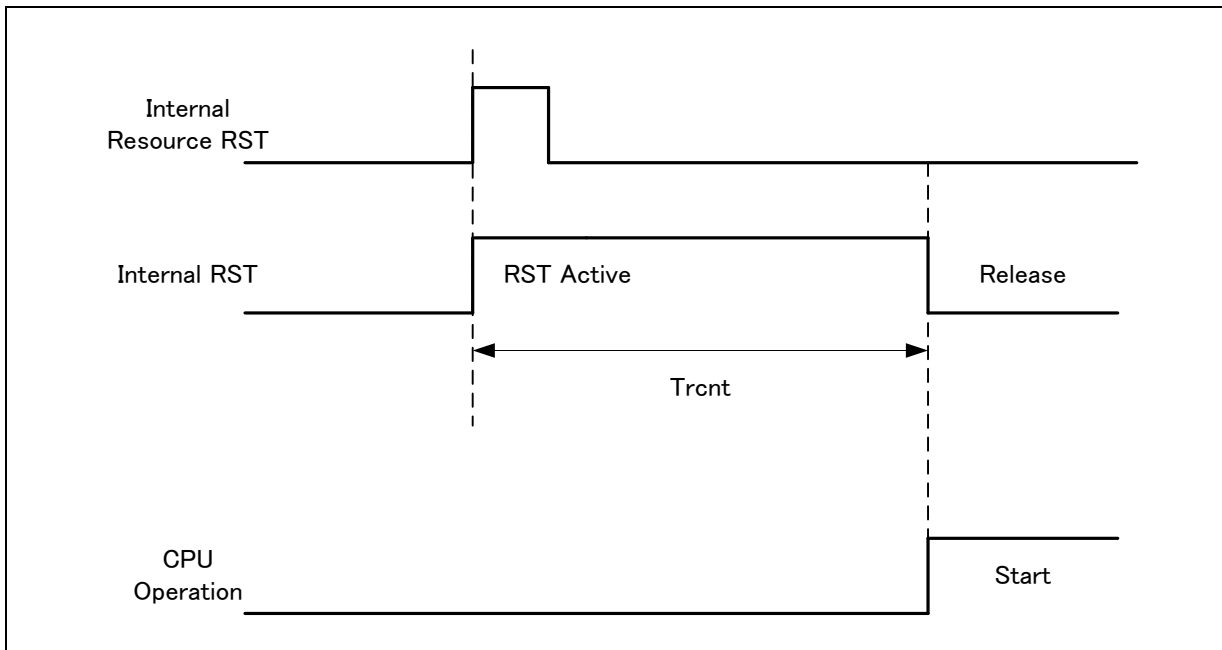 Internal
Resource RST
Internal RST
RST Active
Release
Trcnt
CPU
Operation
Start